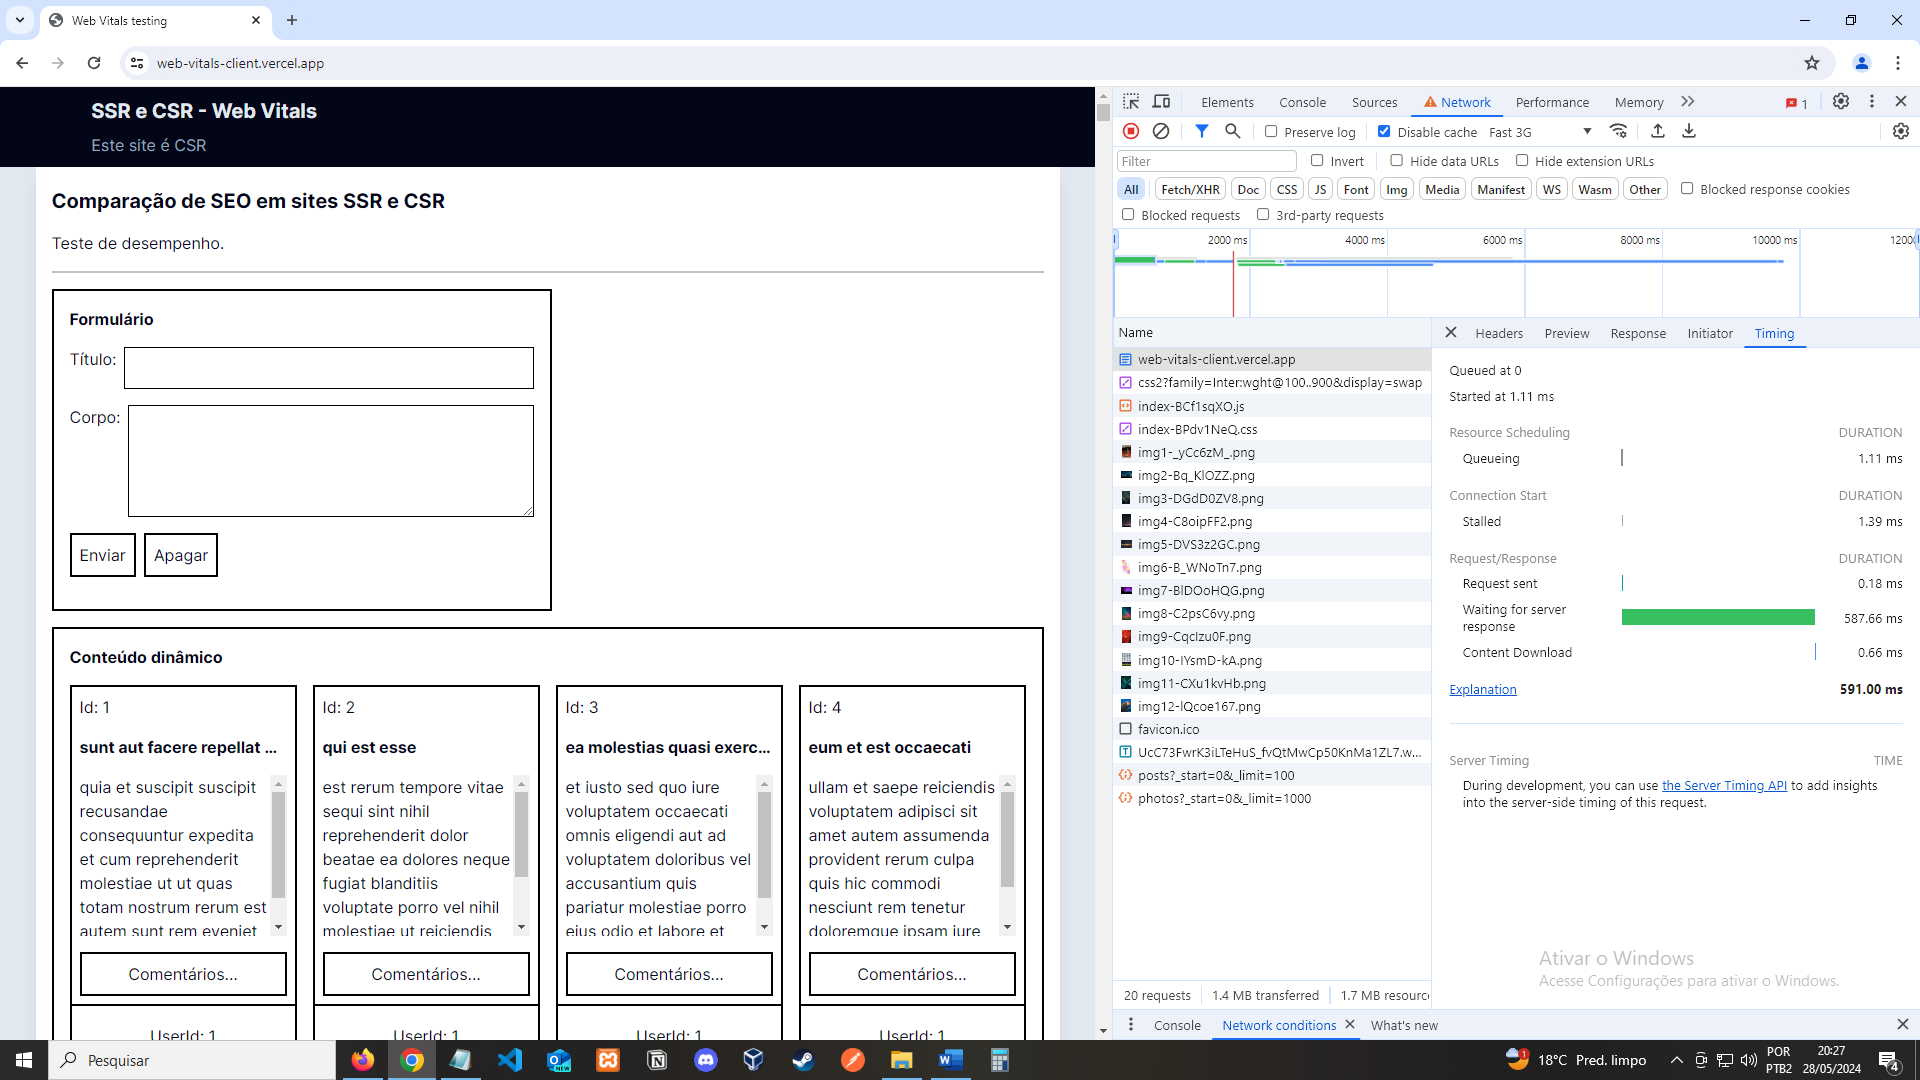 Web Vitals testing
web-vitals-client.vercel.app
SSR e CSR - Web Vitals
Este site é CSR
Comparação de SEO em sites SSR e CSR
Teste de desempenho.
Formulário
Título:
Corpo:
Enviar
Apagar
Conteúdo dinâmico
Id: 1
sunt aut facere repellat ...
quia et suscipit suscipit
recusandae
consequuntur expedita
et cum reprehenderit
molestiae ut ut quas
totam nostrum rerum est
autem sunt rem eveniet
Comentários...
UserId: 1
Id: 2
qui est esse
est rerum tempore vitae
sequi sint nihil
reprehenderit dolor
beatae ea dolores neque
fugiat blanditiis
voluptate porro vel nihil
molestiae ut reiciendis
Comentários...
UserId: 1
Id: 3
ea molestias quasi exerc...
et iusto sed quo iure
voluptatem occaecati
omnis eligendi aut ad
voluptatem doloribus vel
accusantium quis
pariatur molestiae porro
eius odio et labore et
Comentários...
UserId: 1
Id: 4
eum et est occaecati
ullam et saepe reiciendis
voluptatem adipisci sit
amet autem assumenda
provident rerum culpa
quis hic commodi
nesciunt rem tenetur
doloremque ipsam iure
Comentários...
UserId: 1
Elements Console Sources Network Performance Memory 1
Preserve log Disable cache Fast 3G
Filter Invert Hide data URLs Hide extension URLs
All Fetch/XHR Doc CSS JS Font Img Media Manifest WS Wasm Other Blocked response cookies
Blocked requests 3rd-party requests
2000 ms 4000 ms 6000 ms 8000 ms 10000 ms 1200
Name
web-vitals-client.vercel.app
css2?family=Inter:wght@100..900&display=swap
index-BCf1sqXO.js
index-BPdv1NeQ.css
img1-_yCc6zM_.png
img2-Bq_KlOZZ.png
img3-DGdD0ZV8.png
img4-C8oipFF2.png
img5-DVS3z2GC.png
img6-B_WNoTn7.png
img7-BlDOoHQG.png
img8-C2psC6vy.png
img9-CqcIzu0F.png
img10-IYsmD-kA.png
img11-CXu1kvHb.png
img12-lQcoe167.png
favicon.ico
UcC73FwrK3iLTeHuS_fvQtMwCp50KnMa1ZL7.w...
posts?_start=0&_limit=100
photos?_start=0&_limit=1000
20 requests 1.4 MB transferred 1.7 MB resourc
Headers Preview Response Initiator Timing
Queued at 0
Started at 1.11 ms
Resource Scheduling DURATION
Queueing 1.11 ms
Connection Start DURATION
Stalled 1.39 ms
Request/Response DURATION
Request sent 0.18 ms
Waiting for server
response 587.66 ms
Content Download 0.66 ms
Explanation 591.00 ms
Server Timing TIME
During development, you can use the Server Timing API to add insights
into the server-side timing of this request.
Ativar o Windows
Acesse Configurações para ativar o Windows.
Console Network conditions What's new
Pesquisar
NEW
1
18°C Pred. limpo
POR
PTB2
20:27
28/05/2024
4